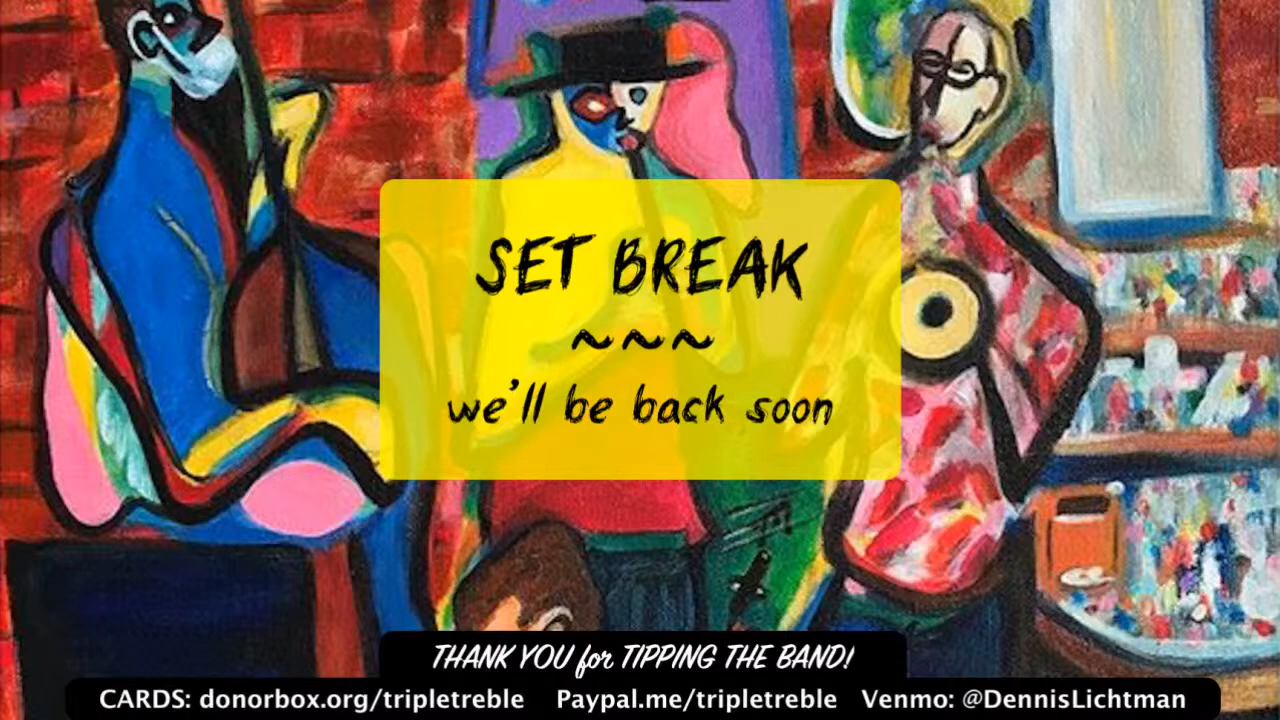 SET BREAK
~~~
we'll be back soon
THANK YOU for TIPPING THE BAND!
CARDS: donorbox.org/tripletreble Paypal.me/tripletreble Venmo: @DennisLichtman